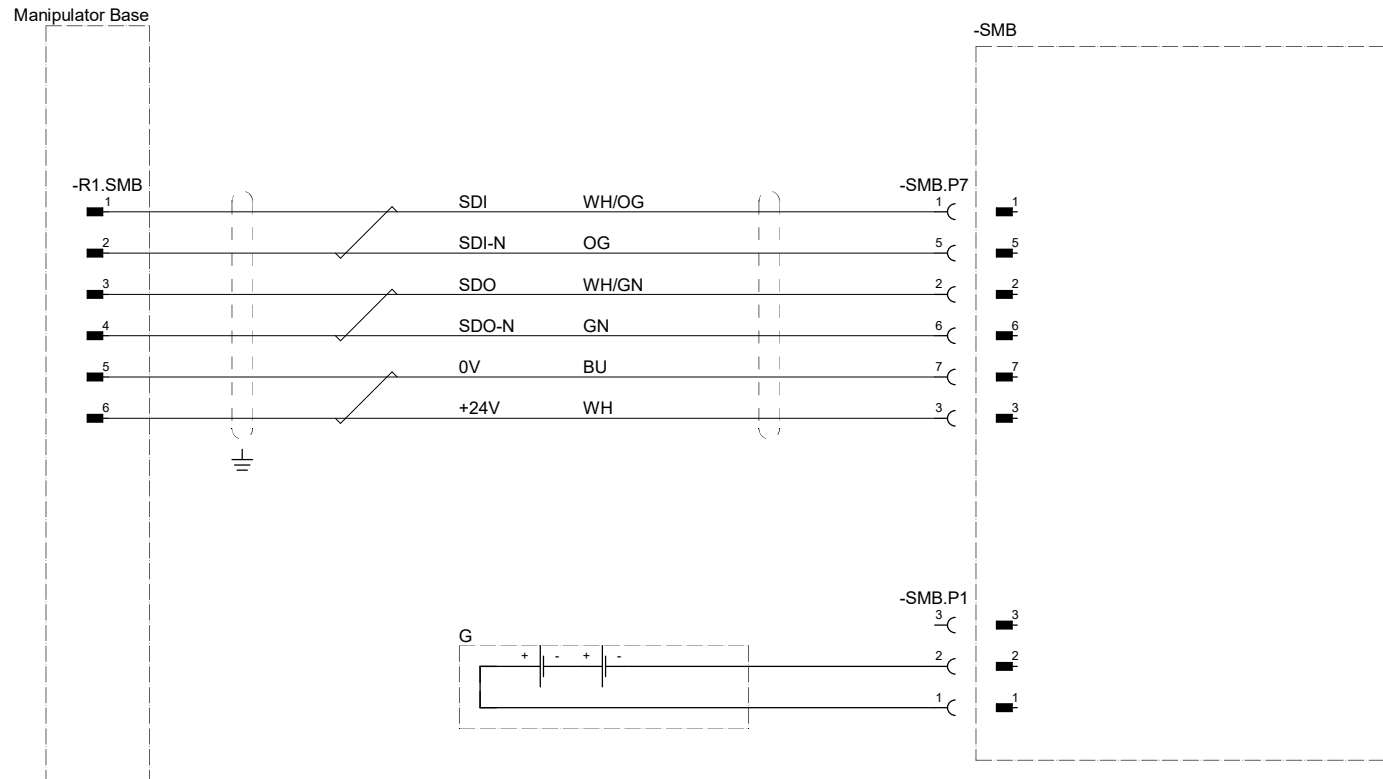 Manipulator Base
-SMB
-R1.SMB -SMB.P7
1 SDI WH/OG 1 1
2 SDI-N OG 5 5
3 SDO WH/GN 2 2
4 SDO-N GN 6 6
5 0V BU 7 7
6 +24V WH 3 3
-SMB.P1
3 3
G
+ - + - 2 2
1 1